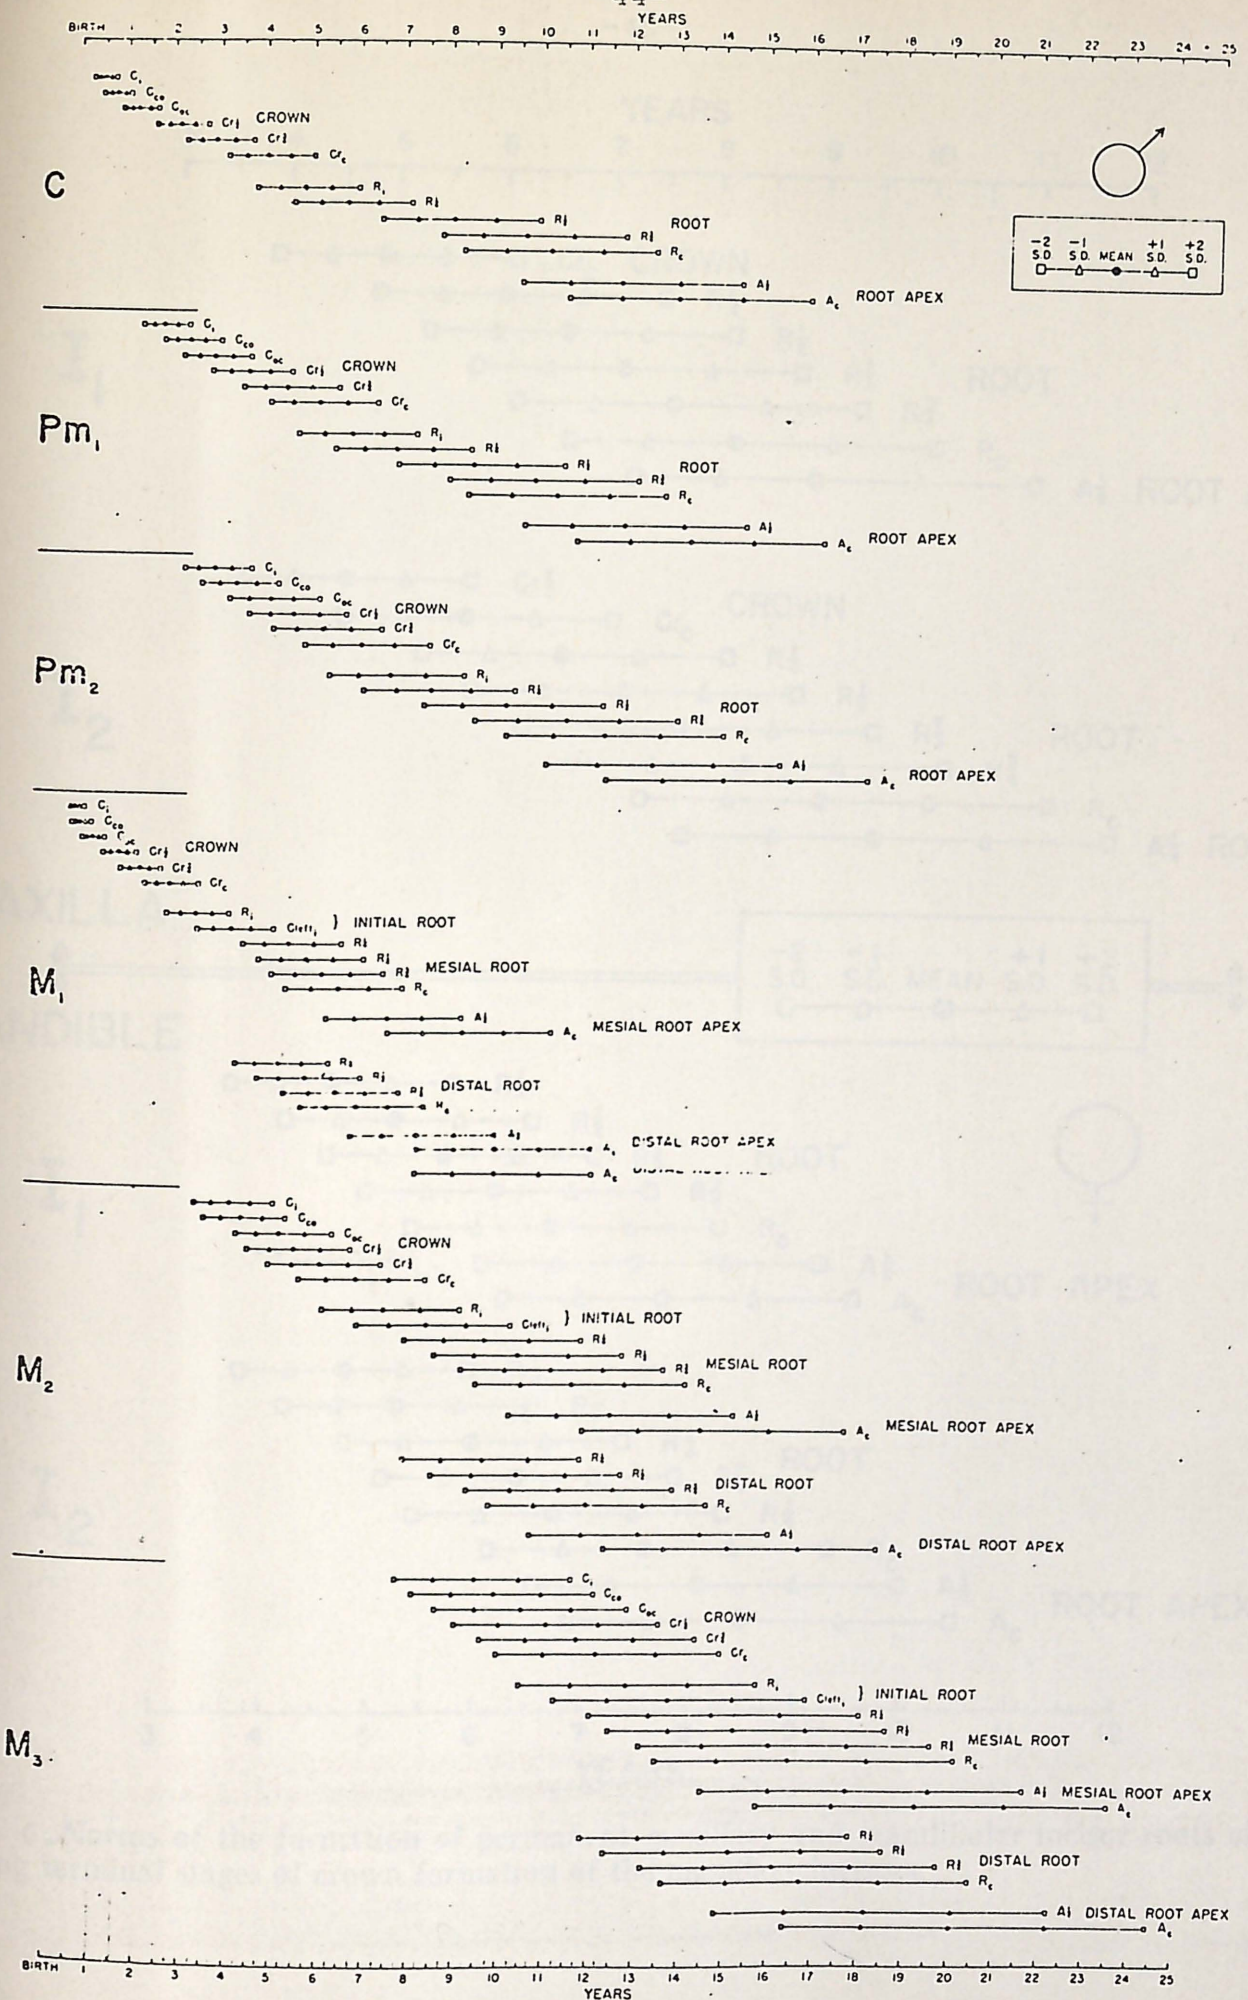 YEARS
BIRTH 1 2 3 4 5 6 7 8 9 10 11 12 13 14 15 16 17 18 19 20 21 22 23 24 25
C
Ci
Cco
Coc
Cr½ CROWN
Cr¾
Crc
Ri
R¼
R½ ROOT
R¾
Rc
A½
Ac ROOT APEX
-2 S.D. -1 S.D. MEAN +1 S.D. +2 S.D.
Pm1
Ci
Cco
Coc
Cr½ CROWN
Cr¾
Crc
Ri
R¼
R½ ROOT
R¾
Rc
A½
Ac ROOT APEX
Pm2
Ci
Cco
Coc
Cr½ CROWN
Cr¾
Crc
Ri
R¼
R½ ROOT
R¾
Rc
A½
Ac ROOT APEX
M1
Ci
Cco
Cr½ CROWN
Cr¾
Crc
Ri
Clefti } INITIAL ROOT
R¼
R½
R¾ MESIAL ROOT
Rc
A½
Ac MESIAL ROOT APEX
R¼
R½
R¾ DISTAL ROOT
A½
Ac DISTAL ROOT APEX
Ac
M2
Ci
Cco
Coc
Cr½ CROWN
Cr¾
Crc
Ri
Clefti } INITIAL ROOT
R¼
R½
R¾ MESIAL ROOT
Rc
A½
Ac MESIAL ROOT APEX
R¼
R½
R¾ DISTAL ROOT
Rc
A½
Ac DISTAL ROOT APEX
M3
Ci
Cco
Coc
Cr½ CROWN
Cr¾
Crc
Ri
Clefti } INITIAL ROOT
R¼
R½
R¾ MESIAL ROOT
Rc
A½ MESIAL ROOT APEX
Ac
R¼
R½
R¾ DISTAL ROOT
Rc
A½ DISTAL ROOT APEX
Ac
BIRTH 1 2 3 4 5 6 7 8 9 10 11 12 13 14 15 16 17 18 19 20 21 22 23 24 25
YEARS